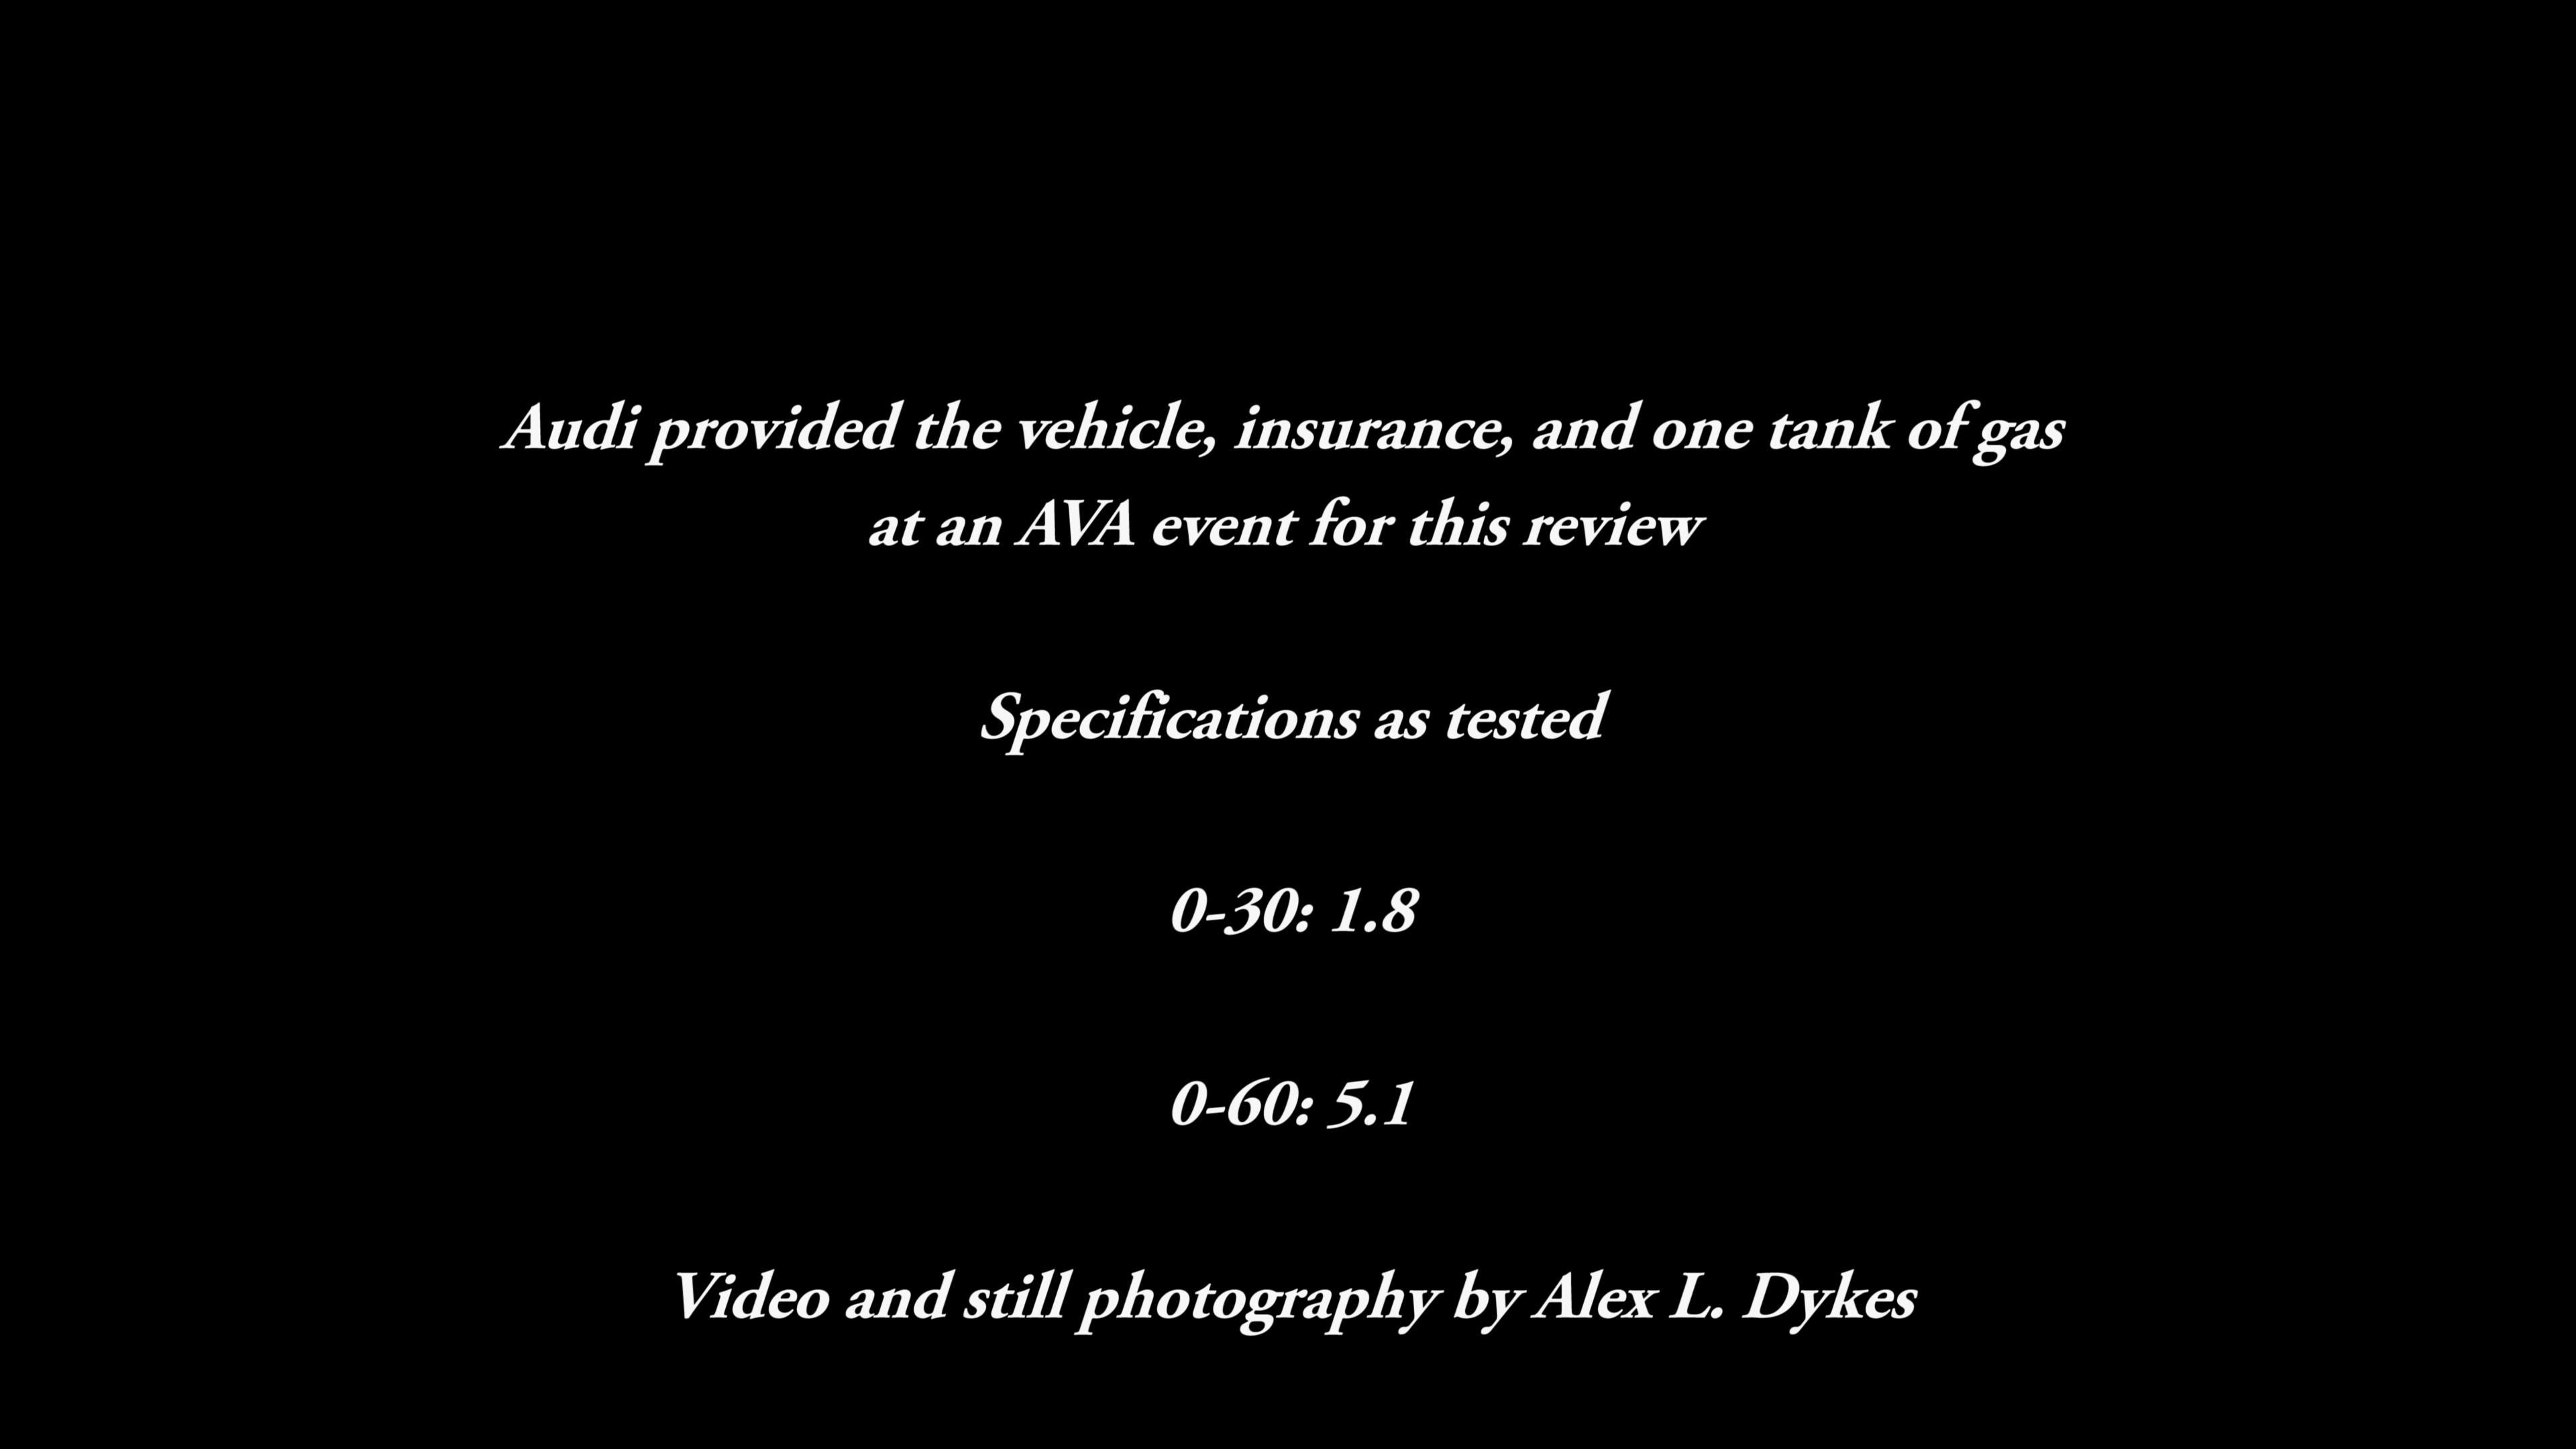 Audi provided the vehicle, insurance, and one tank of gas
at an AVA event for this review
Specifications as tested
0-30: 1.8
0-60: 5.1
Video and still photography by Alex L. Dykes